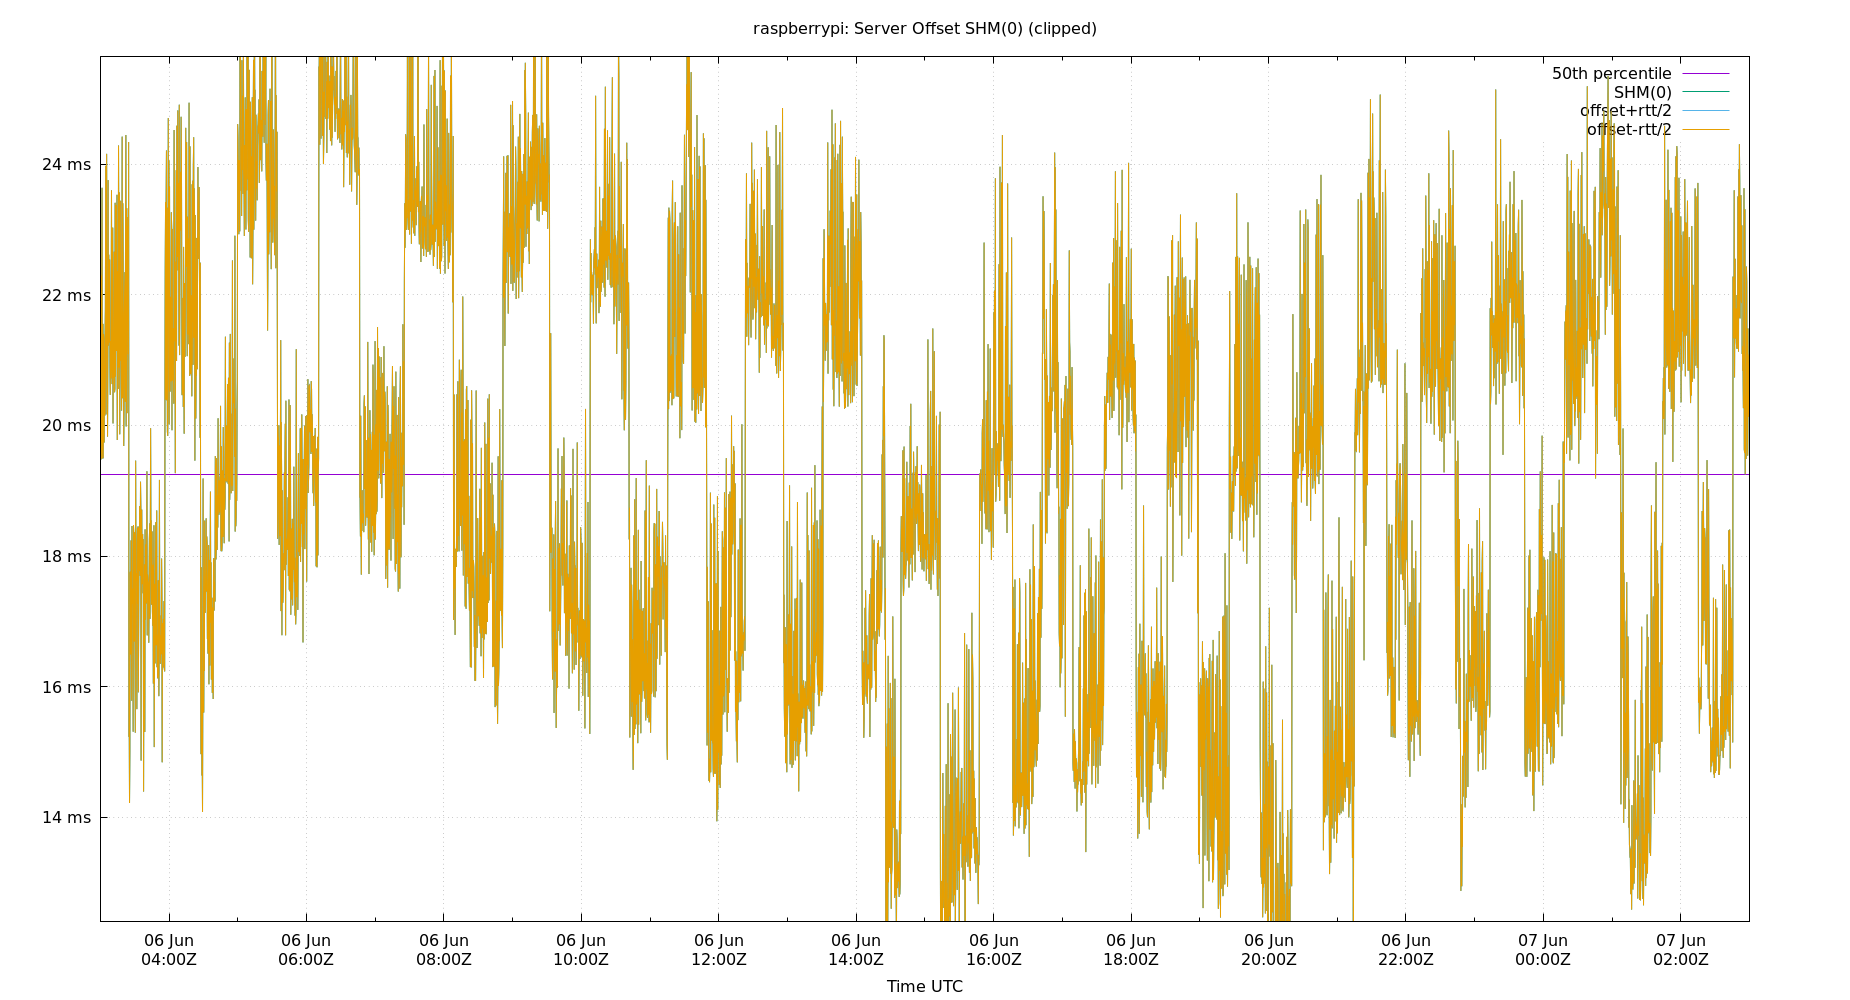 raspberrypi: Server Offset SHM(0) (clipped)
50th percentile
SHM(0)
offset+rtt/2
offset-rtt/2
24 ms
22 ms
20 ms
18 ms
16 ms
14 ms
06 Jun 06 Jun 06 Jun 06 Jun 06 Jun 06 Jun 06 Jun 06 Jun 06 Jun 06 Jun 07 Jun 07 Jun
04:00Z 06:00Z 08:00Z 10:00Z 12:00Z 14:00Z 16:00Z 18:00Z 20:00Z 22:00Z 00:00Z 02:00Z
Time UTC